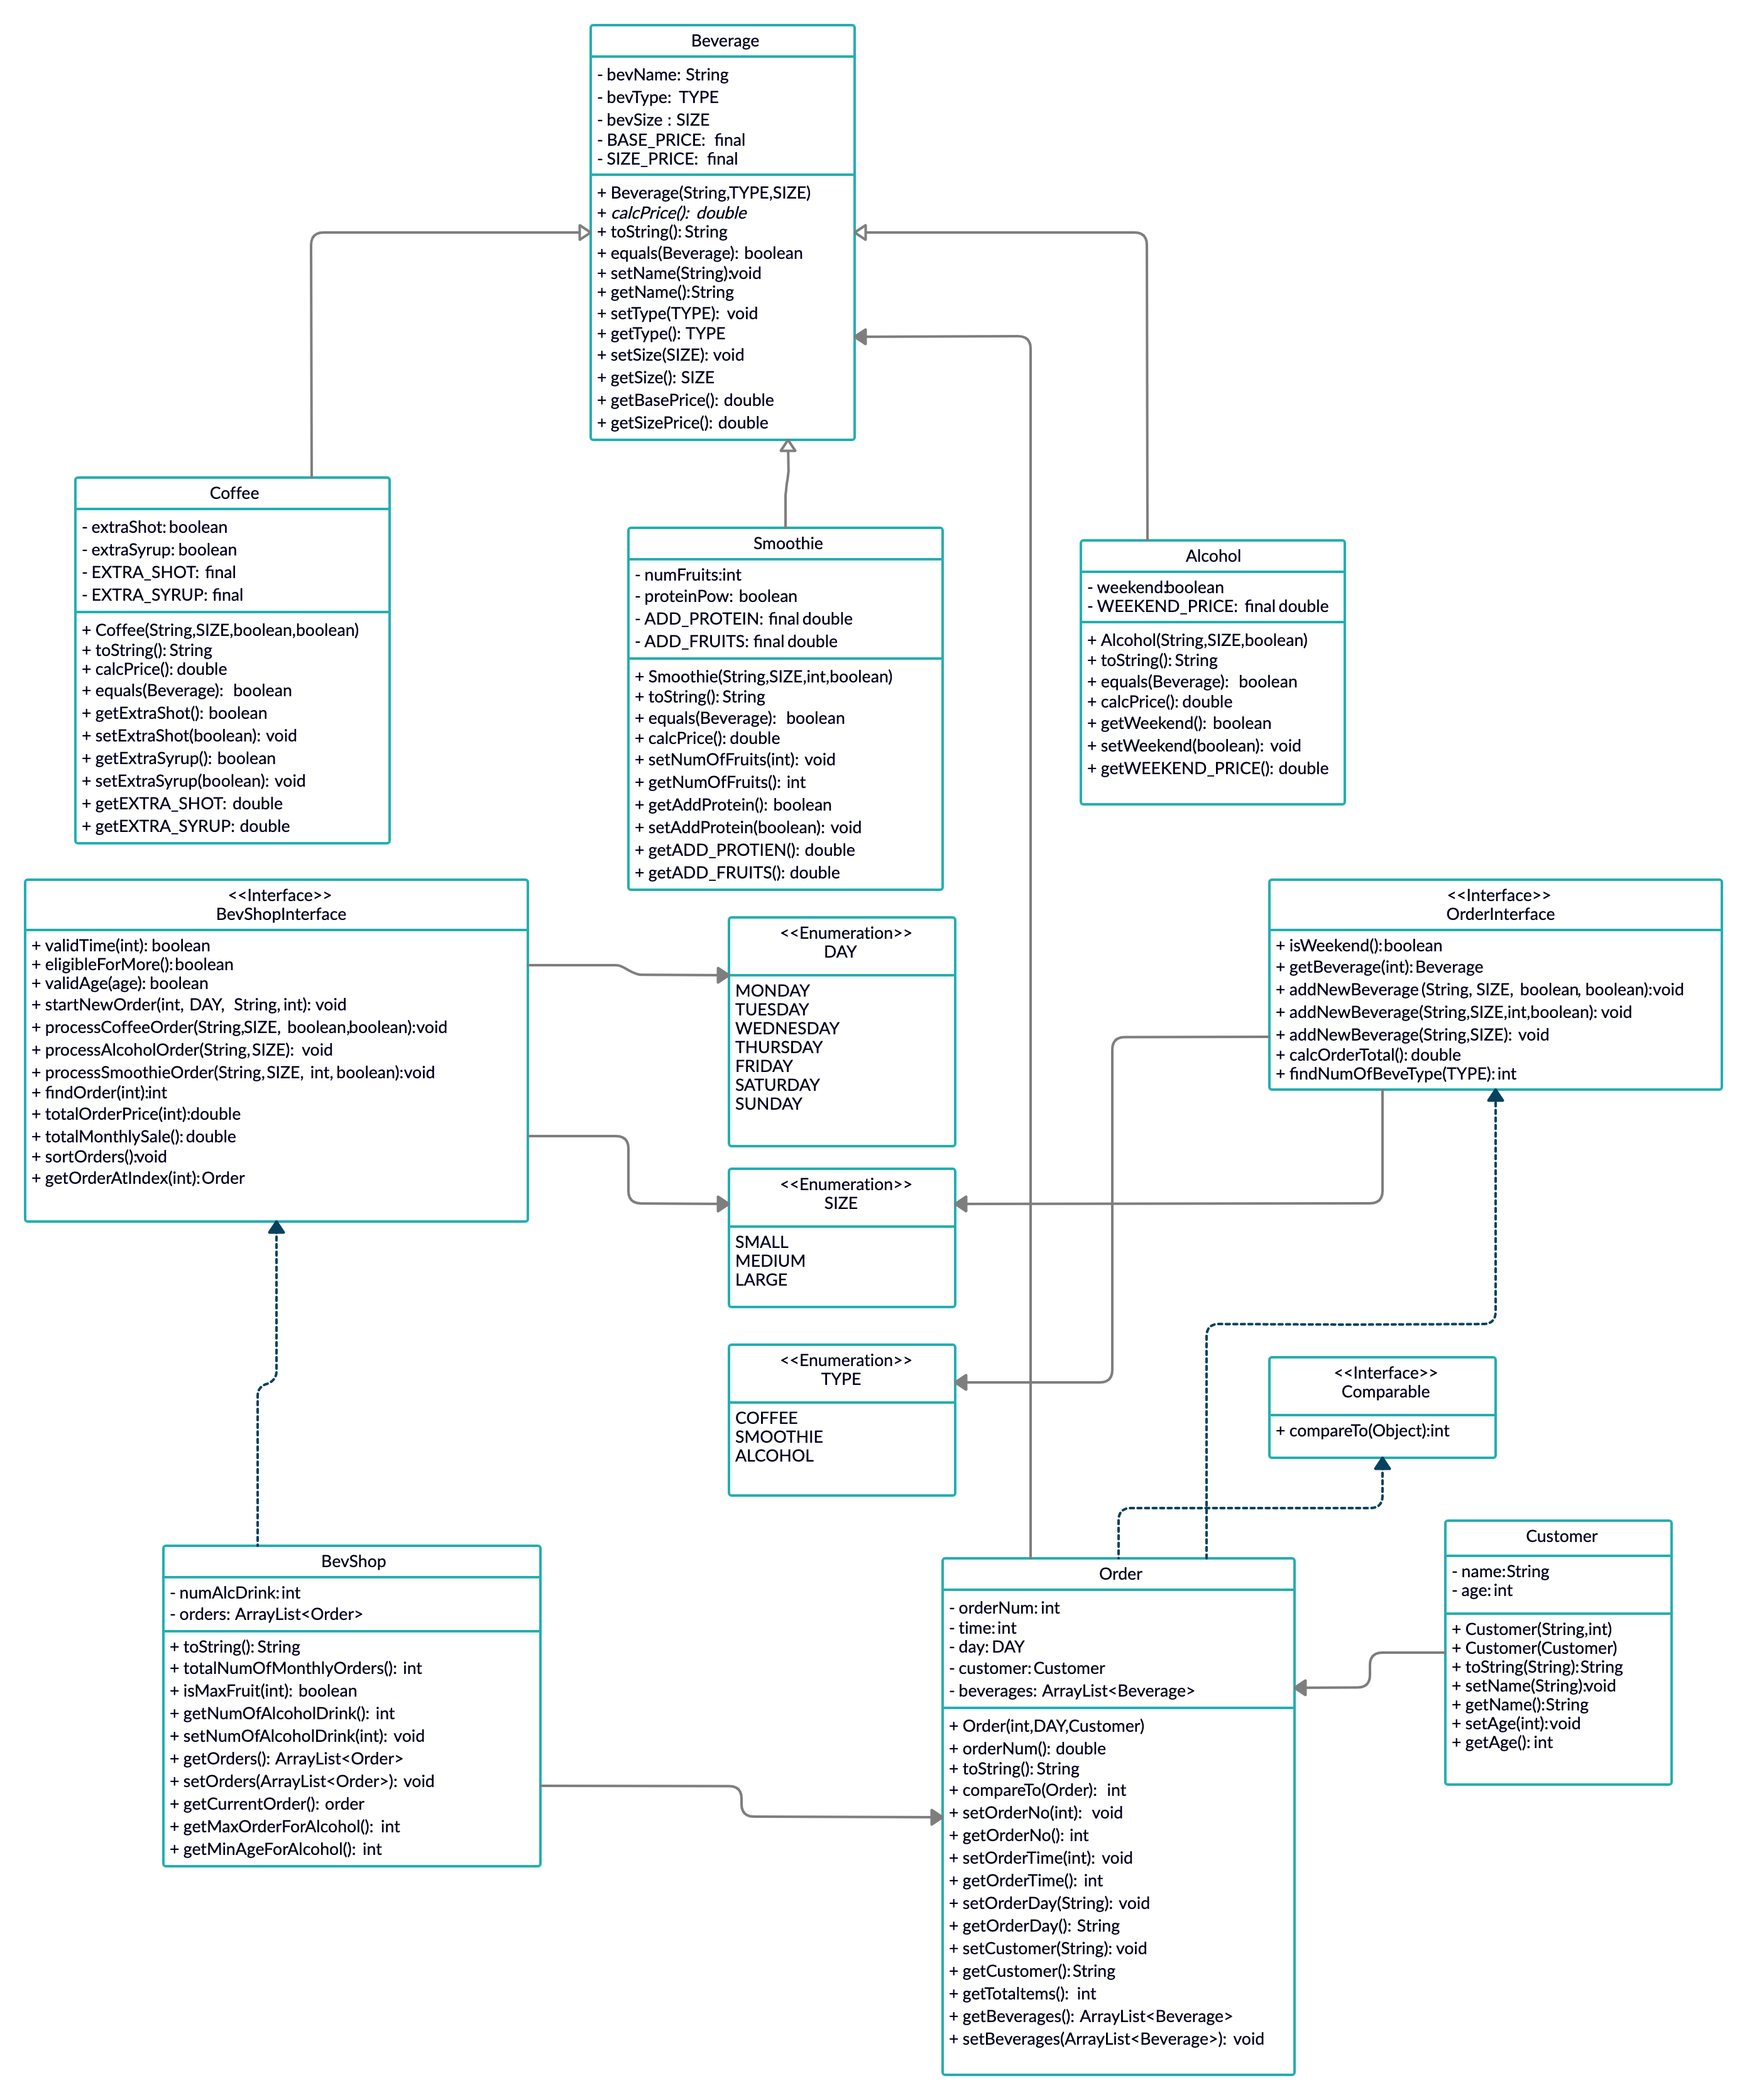 Beverage
- bevName: String
- bevType: TYPE
- bevSize : SIZE
- BASE_PRICE: final
- SIZE_PRICE: final
+ Beverage(String,TYPE,SIZE)
+ calcPrice(): double
+ toString(): String
+ equals(Beverage): boolean
+ setName(String):void
+ getName():String
+ setType(TYPE): void
+ getType(): TYPE
+ setSize(SIZE): void
+ getSize(): SIZE
+ getBasePrice(): double
+ getSizePrice(): double
Coffee
- extraShot: boolean
- extraSyrup: boolean
- EXTRA_SHOT: final
- EXTRA_SYRUP: final
+ Coffee(String,SIZE,boolean,boolean)
+ toString(): String
+ calcPrice(): double
+ equals(Beverage): boolean
+ getExtraShot(): boolean
+ setExtraShot(boolean): void
+ getExtraSyrup(): boolean
+ setExtraSyrup(boolean): void
+ getEXTRA_SHOT: double
+ getEXTRA_SYRUP: double
Smoothie
- numFruits:int
- proteinPow: boolean
- ADD_PROTEIN: final double
- ADD_FRUITS: final double
+ Smoothie(String,SIZE,int,boolean)
+ toString(): String
+ equals(Beverage): boolean
+ calcPrice(): double
+ setNumOfFruits(int): void
+ getNumOfFruits(): int
+ getAddProtein(): boolean
+ setAddProtein(boolean): void
+ getADD_PROTIEN(): double
+ getADD_FRUITS(): double
Alcohol
- weekend:boolean
- WEEKEND_PRICE: final double
+ Alcohol(String,SIZE,boolean)
+ toString(): String
+ equals(Beverage): boolean
+ calcPrice(): double
+ getWeekend(): boolean
+ setWeekend(boolean): void
+ getWEEKEND_PRICE(): double
<<Interface>>
BevShopInterface
+ validTime(int): boolean
+ eligibleForMore(): boolean
+ validAge(age): boolean
+ startNewOrder(int, DAY, String, int): void
+ processCoffeeOrder(String,SIZE, boolean,boolean):void
+ processAlcoholOrder(String,SIZE): void
+ processSmoothieOrder(String,SIZE, int, boolean):void
+ findOrder(int):int
+ totalOrderPrice(int):double
+ totalMonthlySale(): double
+ sortOrders():void
+ getOrderAtIndex(int): Order
<<Enumeration>>
DAY
MONDAY
TUESDAY
WEDNESDAY
THURSDAY
FRIDAY
SATURDAY
SUNDAY
<<Interface>>
OrderInterface
+ isWeekend(): boolean
+ getBeverage(int): Beverage
+ addNewBeverage (String, SIZE, boolean, boolean):void
+ addNewBeverage(String,SIZE,int,boolean): void
+ addNewBeverage(String,SIZE): void
+ calcOrderTotal(): double
+ findNumOfBeveType(TYPE): int
<<Enumeration>>
SIZE
SMALL
MEDIUM
LARGE
<<Enumeration>>
TYPE
COFFEE
SMOOTHIE
ALCOHOL
<<Interface>>
Comparable
+ compareTo(Object):int
BevShop
- numAlcDrink: int
- orders: ArrayList<Order>
+ toString(): String
+ totalNumOfMonthlyOrders(): int
+ isMaxFruit(int): boolean
+ getNumOfAlcoholDrink(): int
+ setNumOfAlcoholDrink(int): void
+ getOrders(): ArrayList<Order>
+ setOrders(ArrayList<Order>): void
+ getCurrentOrder(): order
+ getMaxOrderForAlcohol(): int
+ getMinAgeForAlcohol(): int
Order
- orderNum: int
- time: int
- day: DAY
- customer: Customer
- beverages: ArrayList<Beverage>
+ Order(int,DAY,Customer)
+ orderNum(): double
+ toString(): String
+ compareTo(Order): int
+ setOrderNo(int): void
+ getOrderNo(): int
+ setOrderTime(int): void
+ getOrderTime(): int
+ setOrderDay(String): void
+ getOrderDay(): String
+ setCustomer(String): void
+ getCustomer(): String
+ getTotaltems(): int
+ getBeverages(): ArrayList<Beverage>
+ setBeverages(ArrayList<Beverage>): void
Customer
- name:String
- age: int
+ Customer(String,int)
+ Customer(Customer)
+ toString(String): String
+ setName(String):void
+ getName(): String
+ setAge(int): void
+ getAge(): int